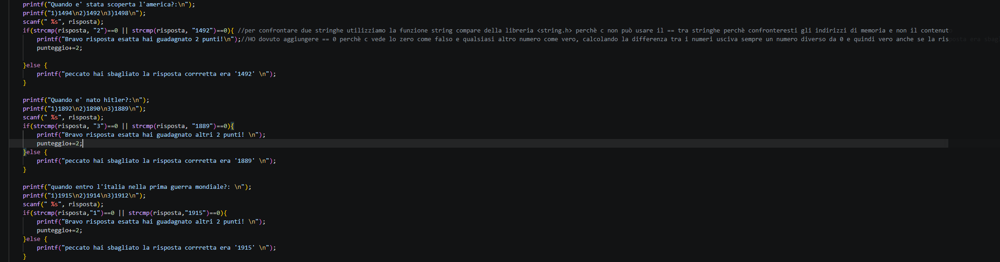 printf("Quando e' stata scoperta l'america?:\n");
printf("1)1494\n2)1492\n3)1498\n");
scanf(" %s", risposta);
if(strcmp(risposta, "2")==0 || strcmp(risposta, "1492")==0){ //per confrontare due stringhe utilizziamo la funzione string compare della libreria <string.h> perchè c non può usare il == tra stringhe perchè confronteresti gli indirizzi di memoria e non il contenuto
printf("Bravo risposta esatta hai guadagnato 2 punti!\n");//HO dovuto aggiungere == 0 perchè c vede lo zero come falso e qualsiasi altro numero come vero, calcolando la differenza tra i numeri usciva sempre un numero diverso da 0 e quindi vero anche se la risposta era
punteggio+=2;
}else {
printf("peccato hai sbagliato la risposta corrretta era '1492' \n");
}
printf("Quando e' nato hitler?:\n");
printf("1)1892\n2)1890\n3)1889\n");
scanf(" %s", risposta);
if(strcmp(risposta, "3")==0 || strcmp(risposta, "1889")==0){
printf("Bravo risposta esatta hai guadagnato altri 2 punti! \n");
punteggio+=2;
}else {
printf("peccato hai sbagliato la risposta corrretta era '1889' \n");
}
printf("quando entro l'italia nella prima guerra mondiale?: \n");
printf("1)1915\n2)1914\n3)1912\n");
scanf(" %s", risposta);
if(strcmp(risposta,"1")==0 || strcmp(risposta,"1915")==0){
printf("Bravo risposta esatta hai guadagnato altri 2 punti! \n");
punteggio+=2;
}else {
printf("peccato hai sbagliato la risposta corrretta era '1915' \n");
}